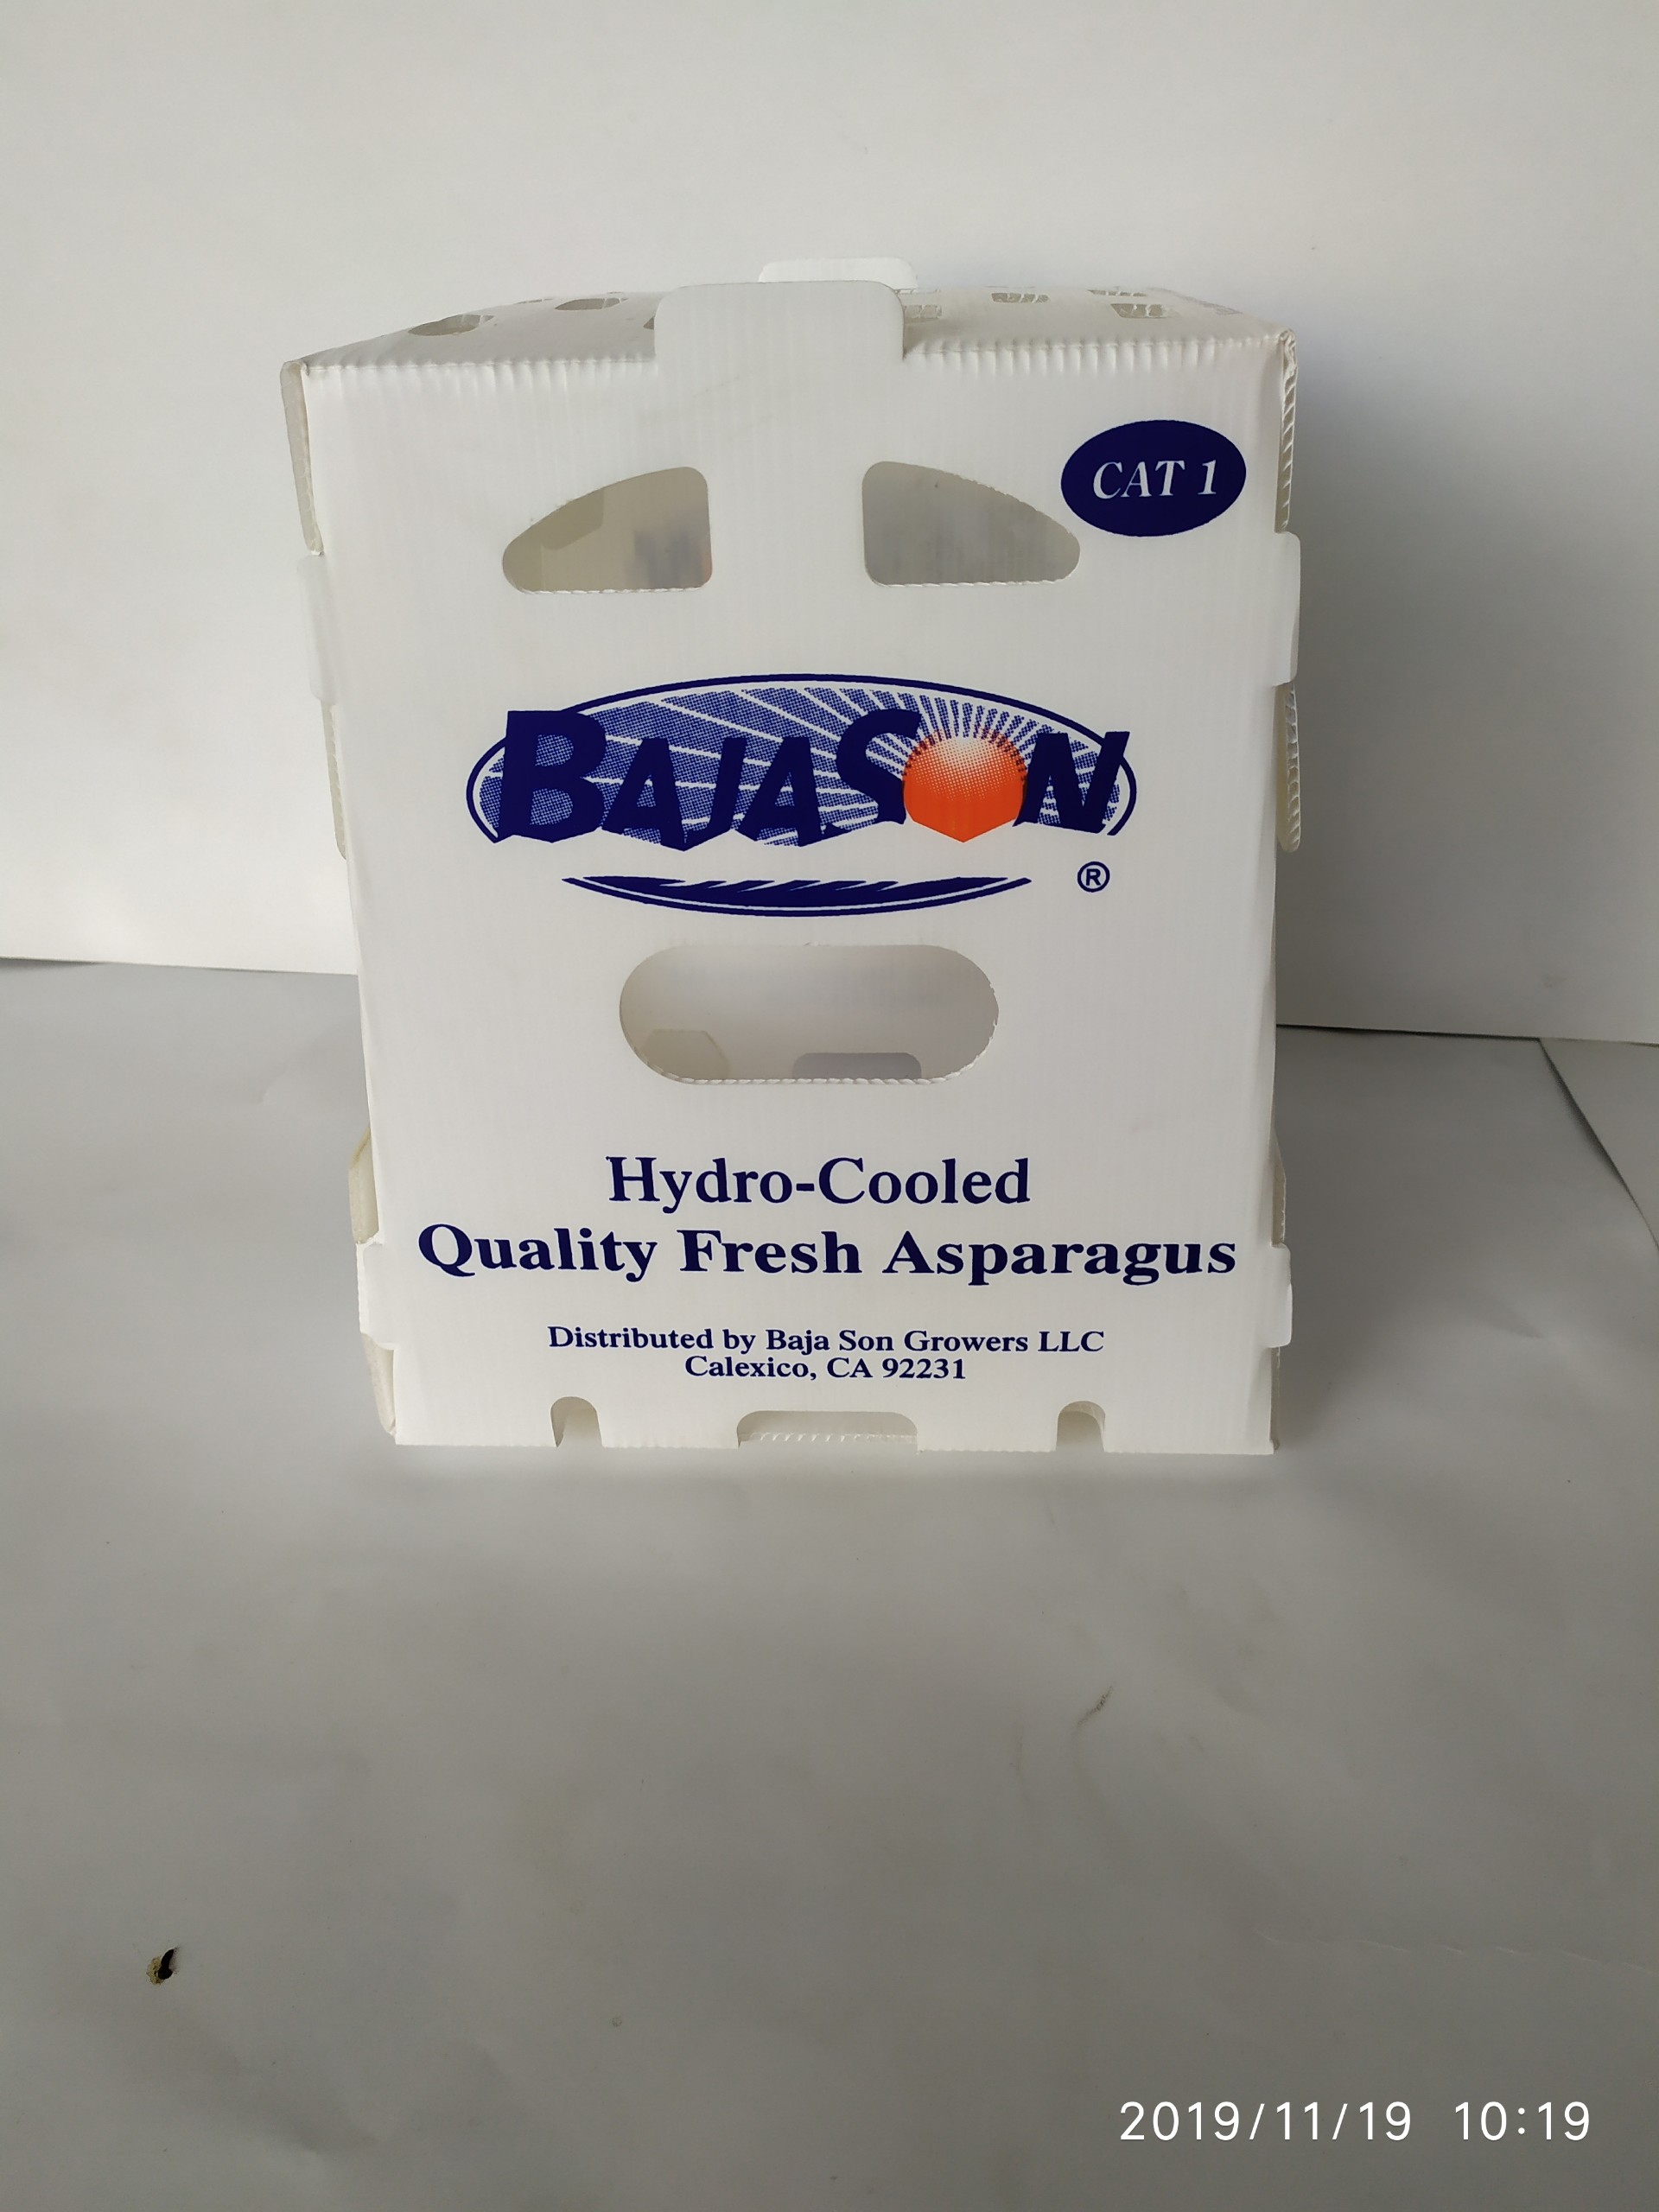 CAT 1
BAJASON
®
Hydro-Cooled
Quality Fresh Asparagus
Distributed by Baja Son Growers LLC
Calexico, CA 92231
2019/11/19 10:19